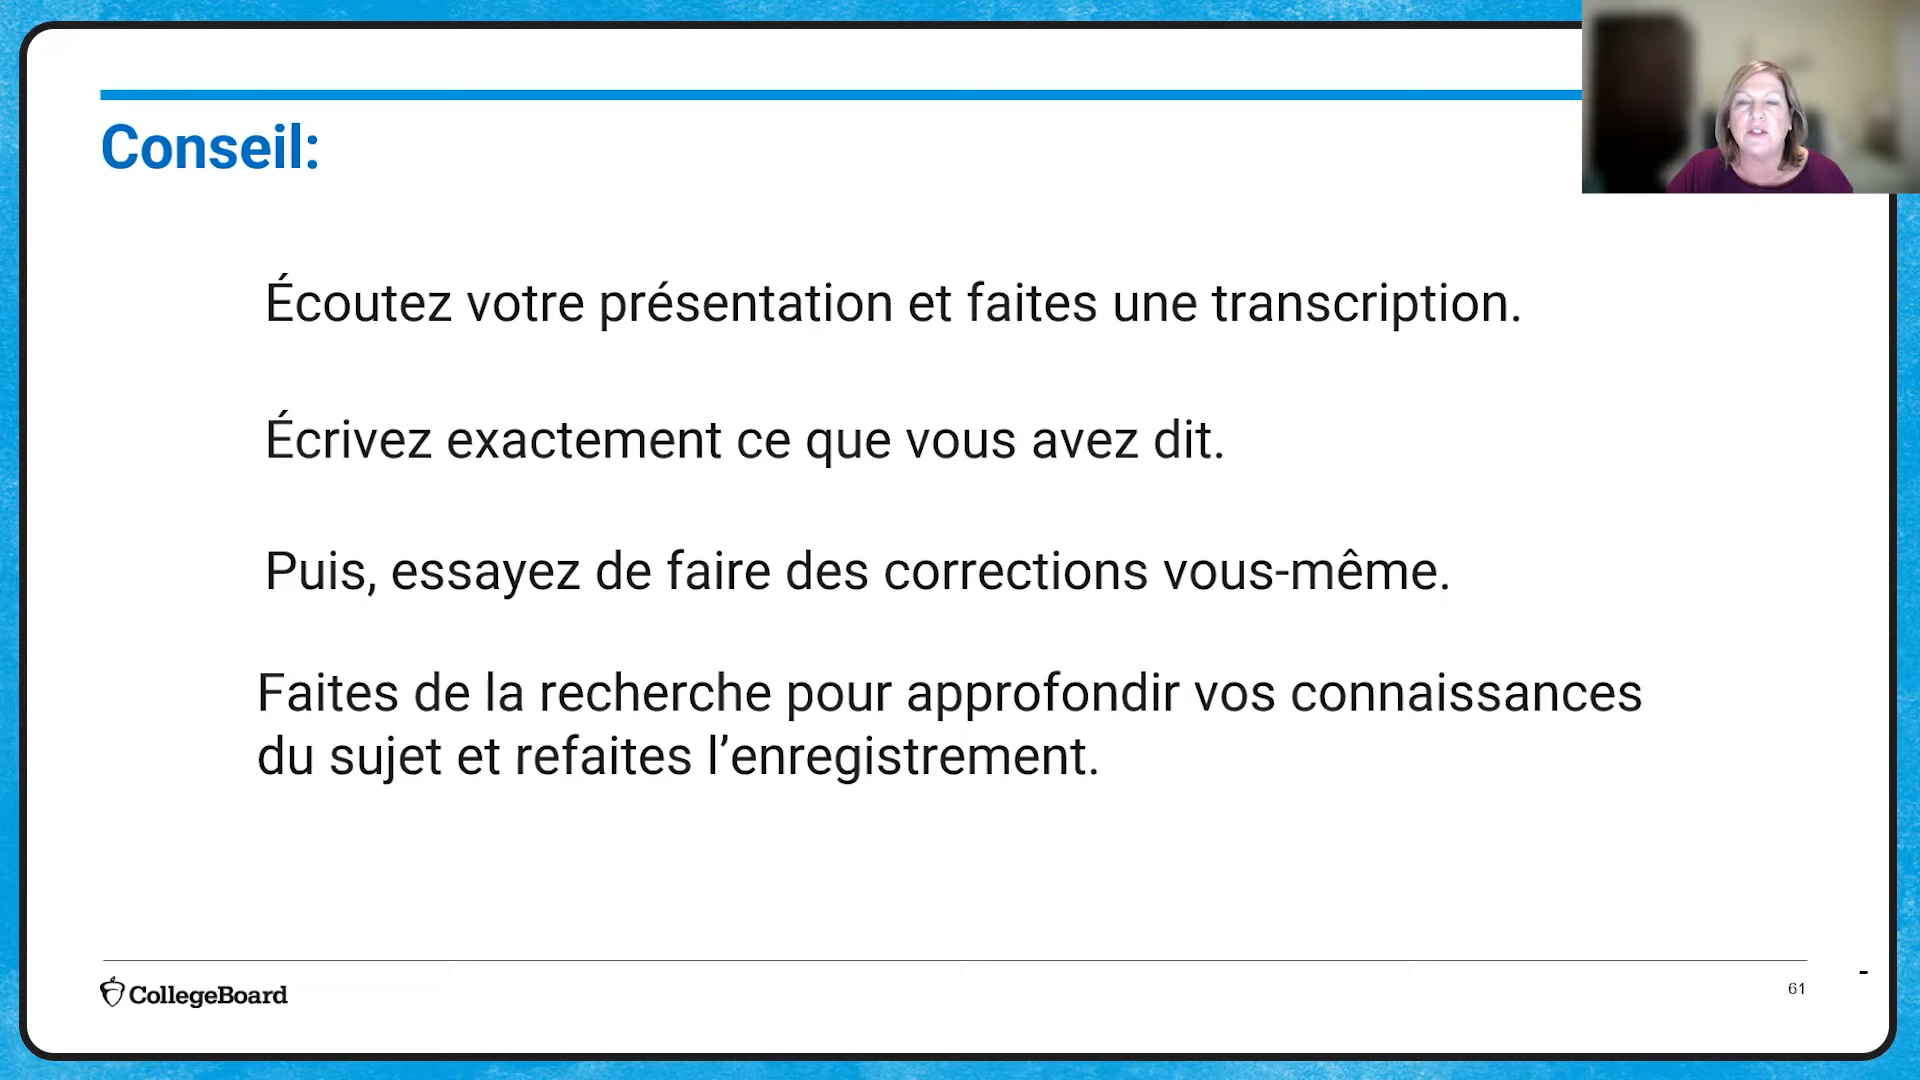 Conseil:
Écoutez votre présentation et faites une transcription.
Écrivez exactement ce que vous avez dit.
Puis, essayez de faire des corrections vous-même.
Faites de la recherche pour approfondir vos connaissances
du sujet et refaites l’enregistrement.
CollegeBoard
61
-